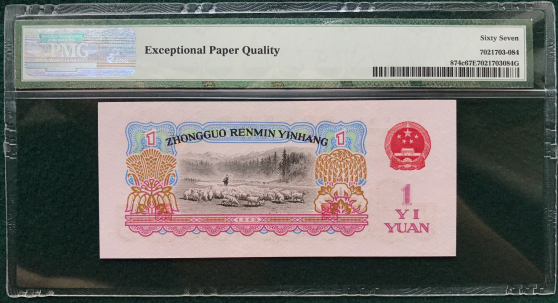 PMG
Exceptional Paper Quality
Sixty Seven
7021703-084
874c67E7021703084G
ZHONGGUO RENMIN YINHANG
1
1
1
YI
YUAN